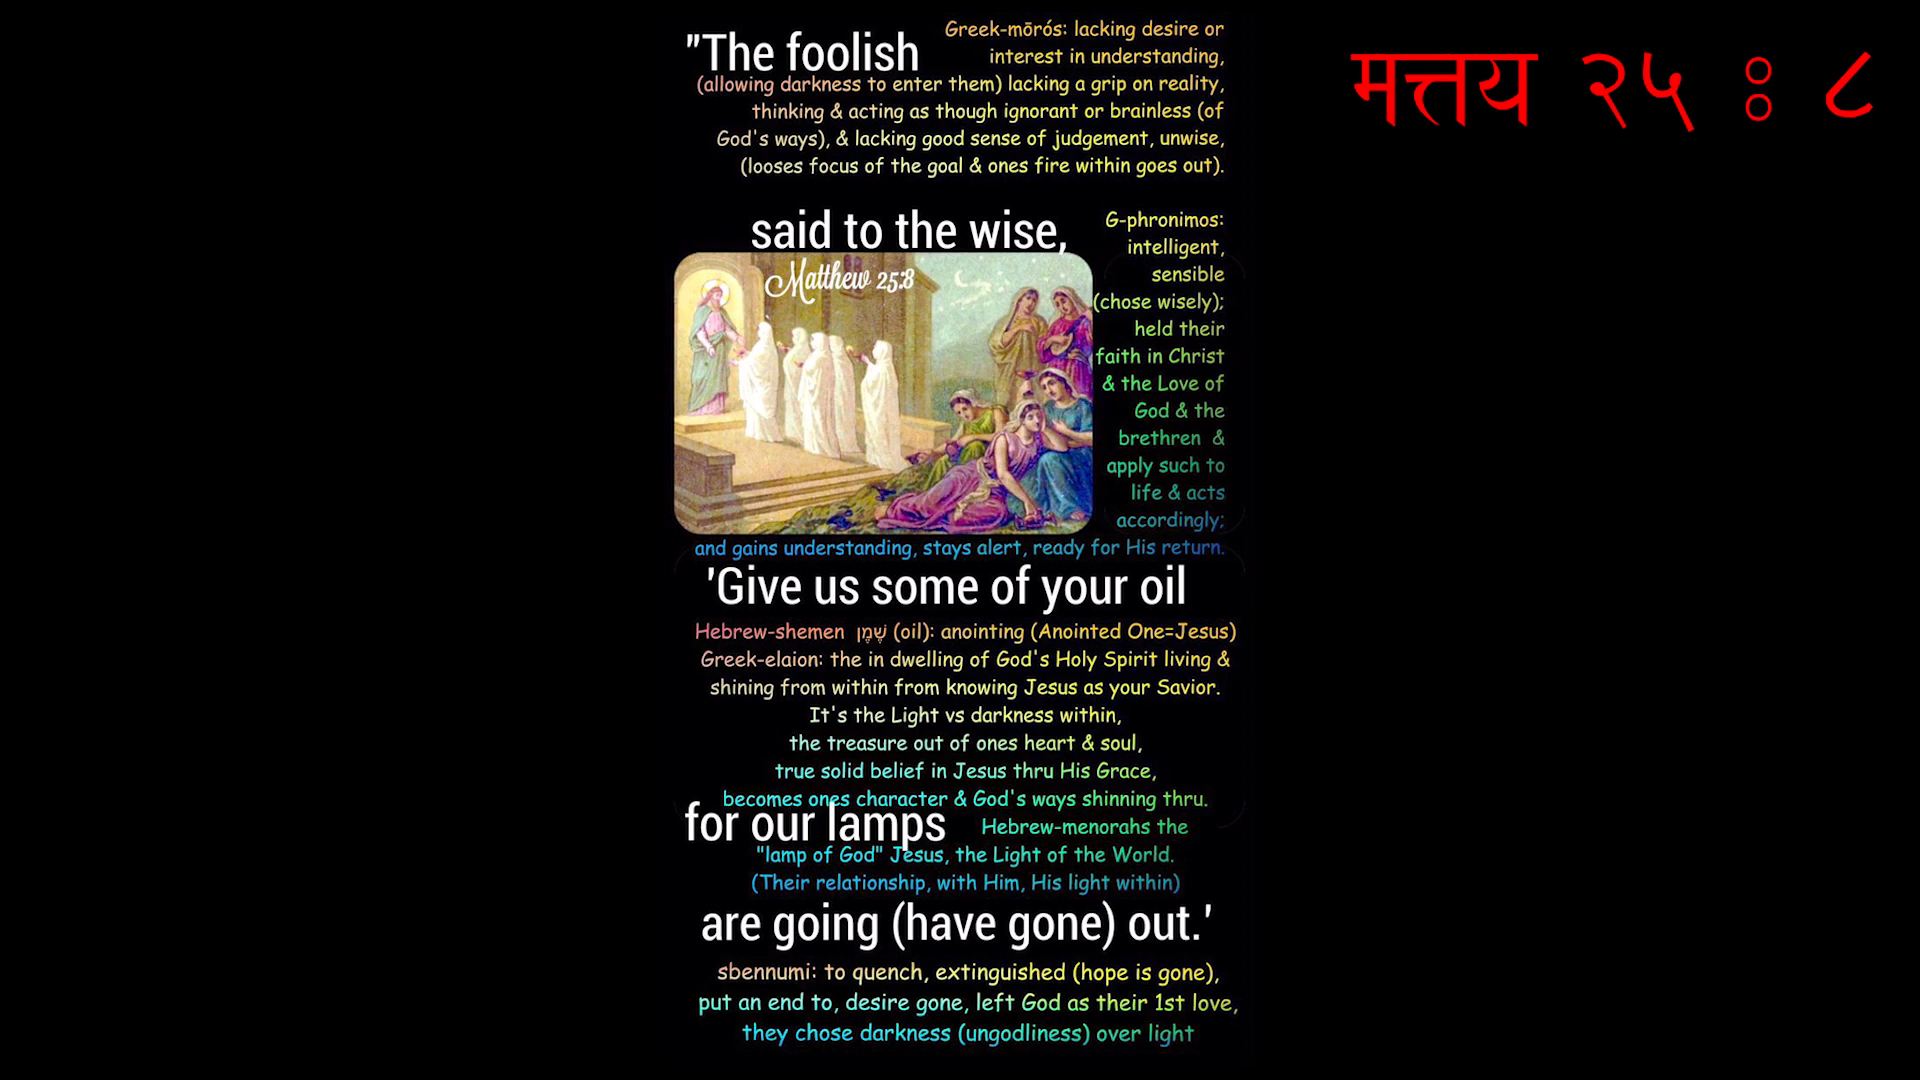 "The foolish
Greek-mōrós: lacking desire or
interest in understanding,
(allowing darkness to enter them) lacking a grip on reality,
thinking & acting as though ignorant or brainless (of
God's ways), & lacking good sense of judgement, unwise,
(looses focus of the goal & ones fire within goes out).
said to the wise,
G-phronimos:
intelligent,
sensible
(chose wisely);
held their
faith in Christ
& the Love of
God & the
brethren &
apply such to
life & acts
accordingly;
and gains understanding, stays alert, ready for His return.
Matthew 25:8
'Give us some of your oil
Hebrew-shemen שֶׁמֶן (oil): anointing (Anointed One=Jesus)
Greek-elaion: the in dwelling of God's Holy Spirit living &
shining from within from knowing Jesus as your Savior.
It's the Light vs darkness within,
the treasure out of ones heart & soul,
true solid belief in Jesus thru His Grace,
becomes ones character & God's ways shinning thru.
for our lamps
Hebrew-menorahs the
"lamp of God" Jesus, the Light of the World.
(Their relationship, with Him, His light within)
are going (have gone) out.'
sbennumi: to quench, extinguished (hope is gone),
put an end to, desire gone, left God as their 1st love,
they chose darkness (ungodliness) over light
मत्तय २५ : ८